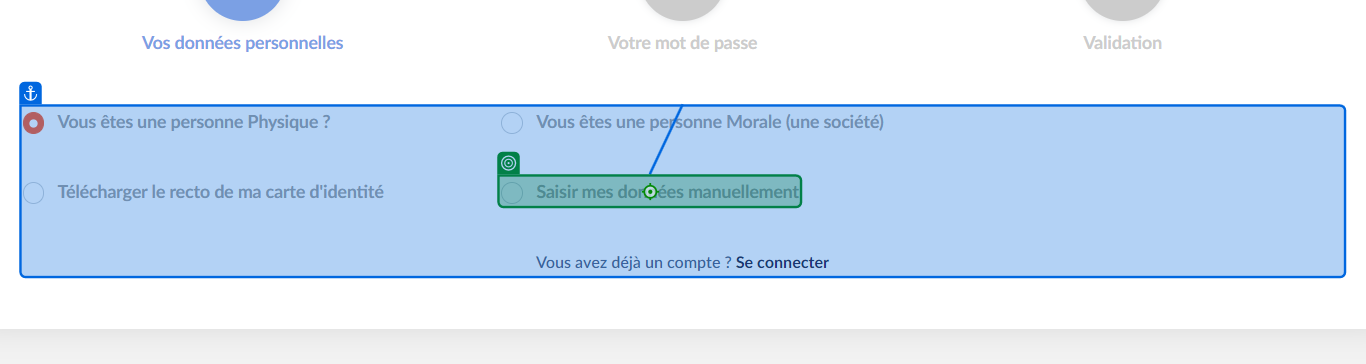 Vos données personnelles
Votre mot de passe
Validation
Vous êtes une personne Physique ?
Vous êtes une personne Morale (une société)
Télécharger le recto de ma carte d'identité
Saisir mes données manuellement
Vous avez déjà un compte ? Se connecter